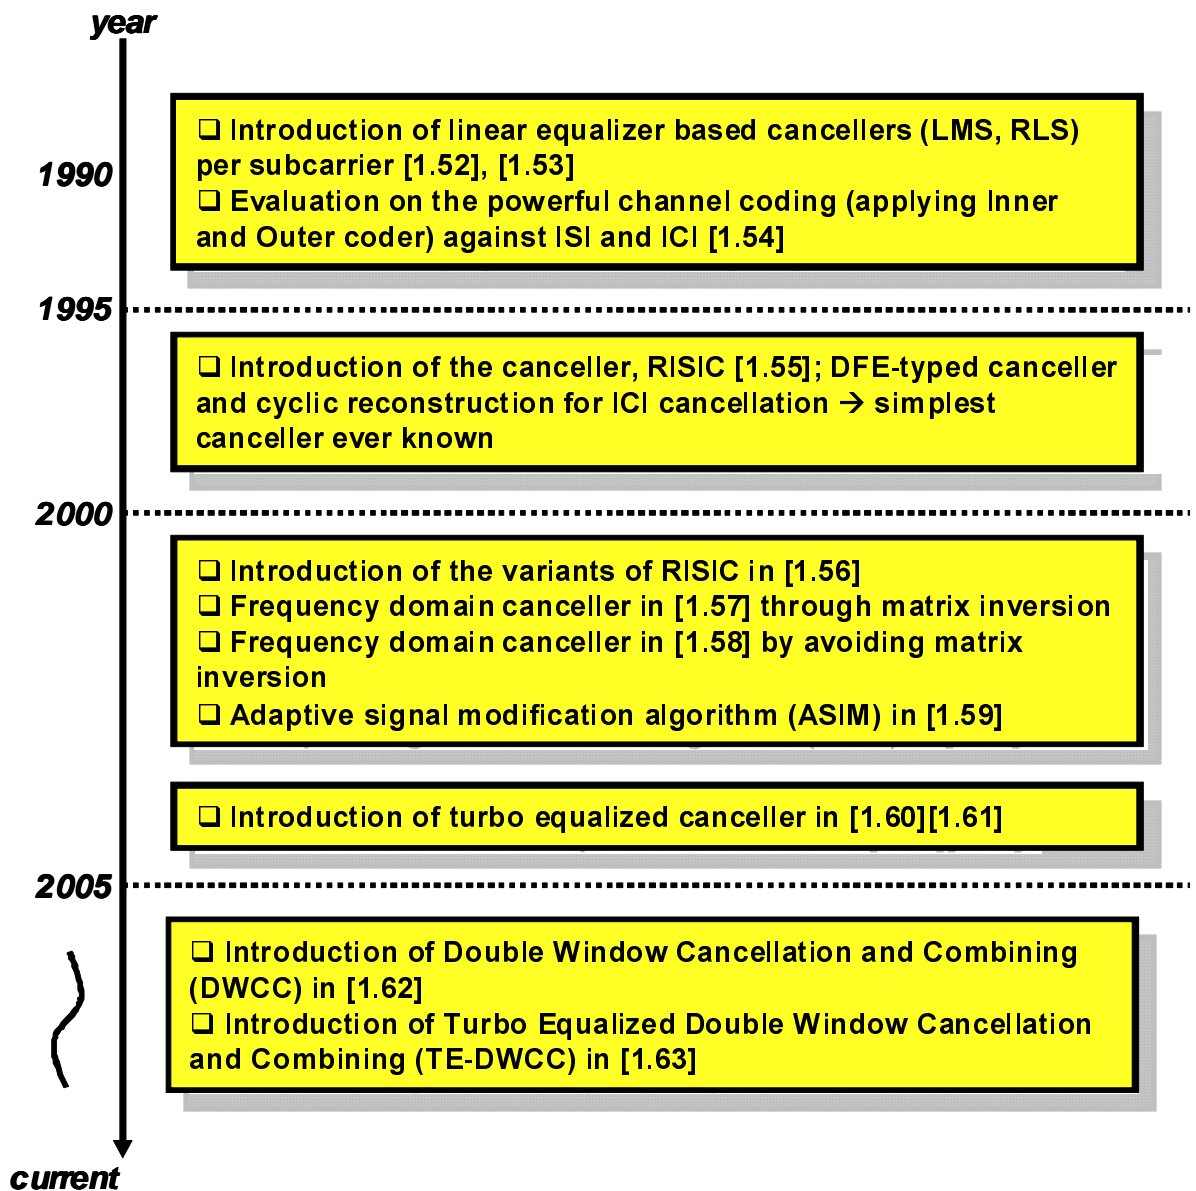 year
❑ Introduction of linear equalizer based cancellers (LMS, RLS)
per subcarrier [1.52], [1.53]
1990
❑ Evaluation on the powerful channel coding (applying Inner
and Outer coder) against ISI and ICI [1.54]
1995
❑ Introduction of the canceller, RISIC [1.55]; DFE-typed canceller
and cyclic reconstruction for ICI cancellation → simplest
canceller ever known
2000
❑ Introduction of the variants of RISIC in [1.56]
❑ Frequency domain canceller in [1.57] through matrix inversion
❑ Frequency domain canceller in [1.58] by avoiding matrix
inversion
❑ Adaptive signal modification algorithm (ASIM) in [1.59]
❑ Introduction of turbo equalized canceller in [1.60][1.61]
2005
❑ Introduction of Double Window Cancellation and Combining
(DWCC) in [1.62]
❑ Introduction of Turbo Equalized Double Window Cancellation
and Combining (TE-DWCC) in [1.63]
current